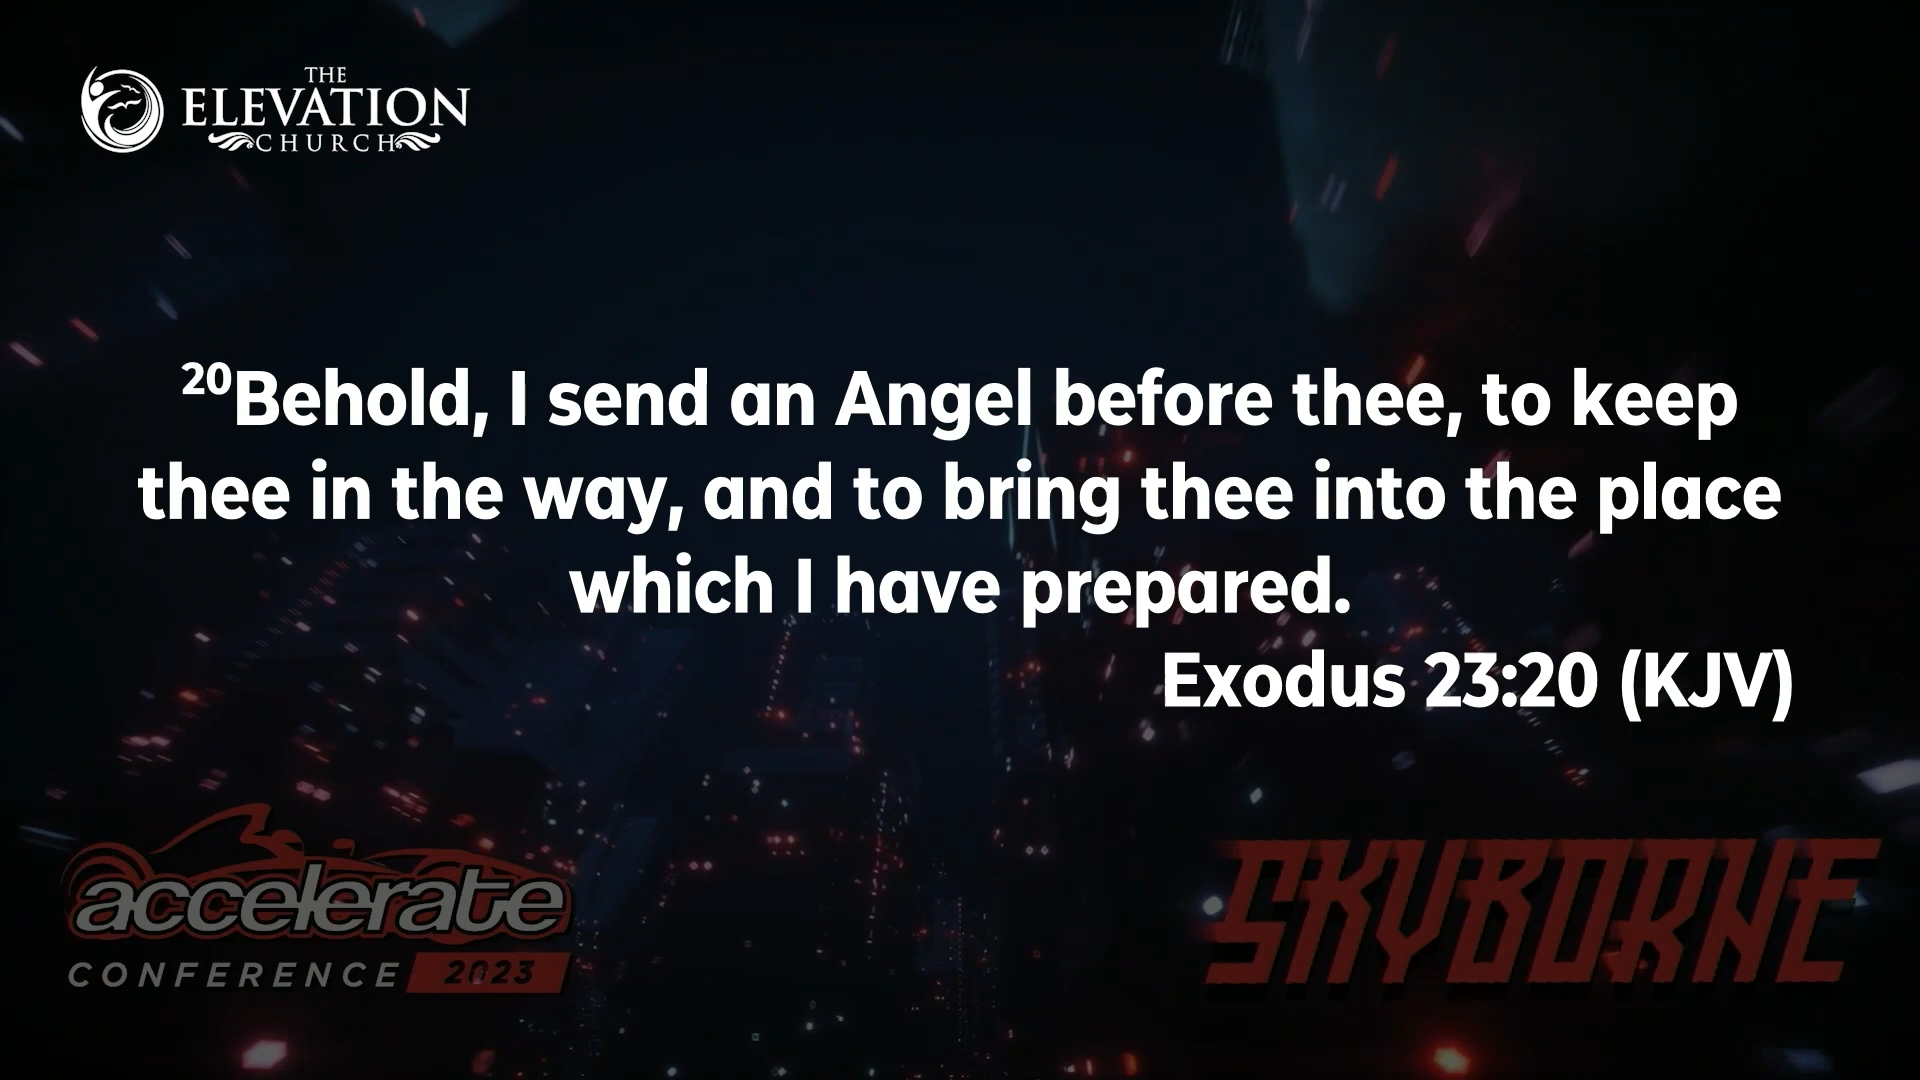 THE
ELEVATION
CHURCH
²⁰Behold, I send an Angel before thee, to keep
thee in the way, and to bring thee into the place
which I have prepared.
Exodus 23:20 (KJV)
accelerate
CONFERENCE 2023
SKYBORNE